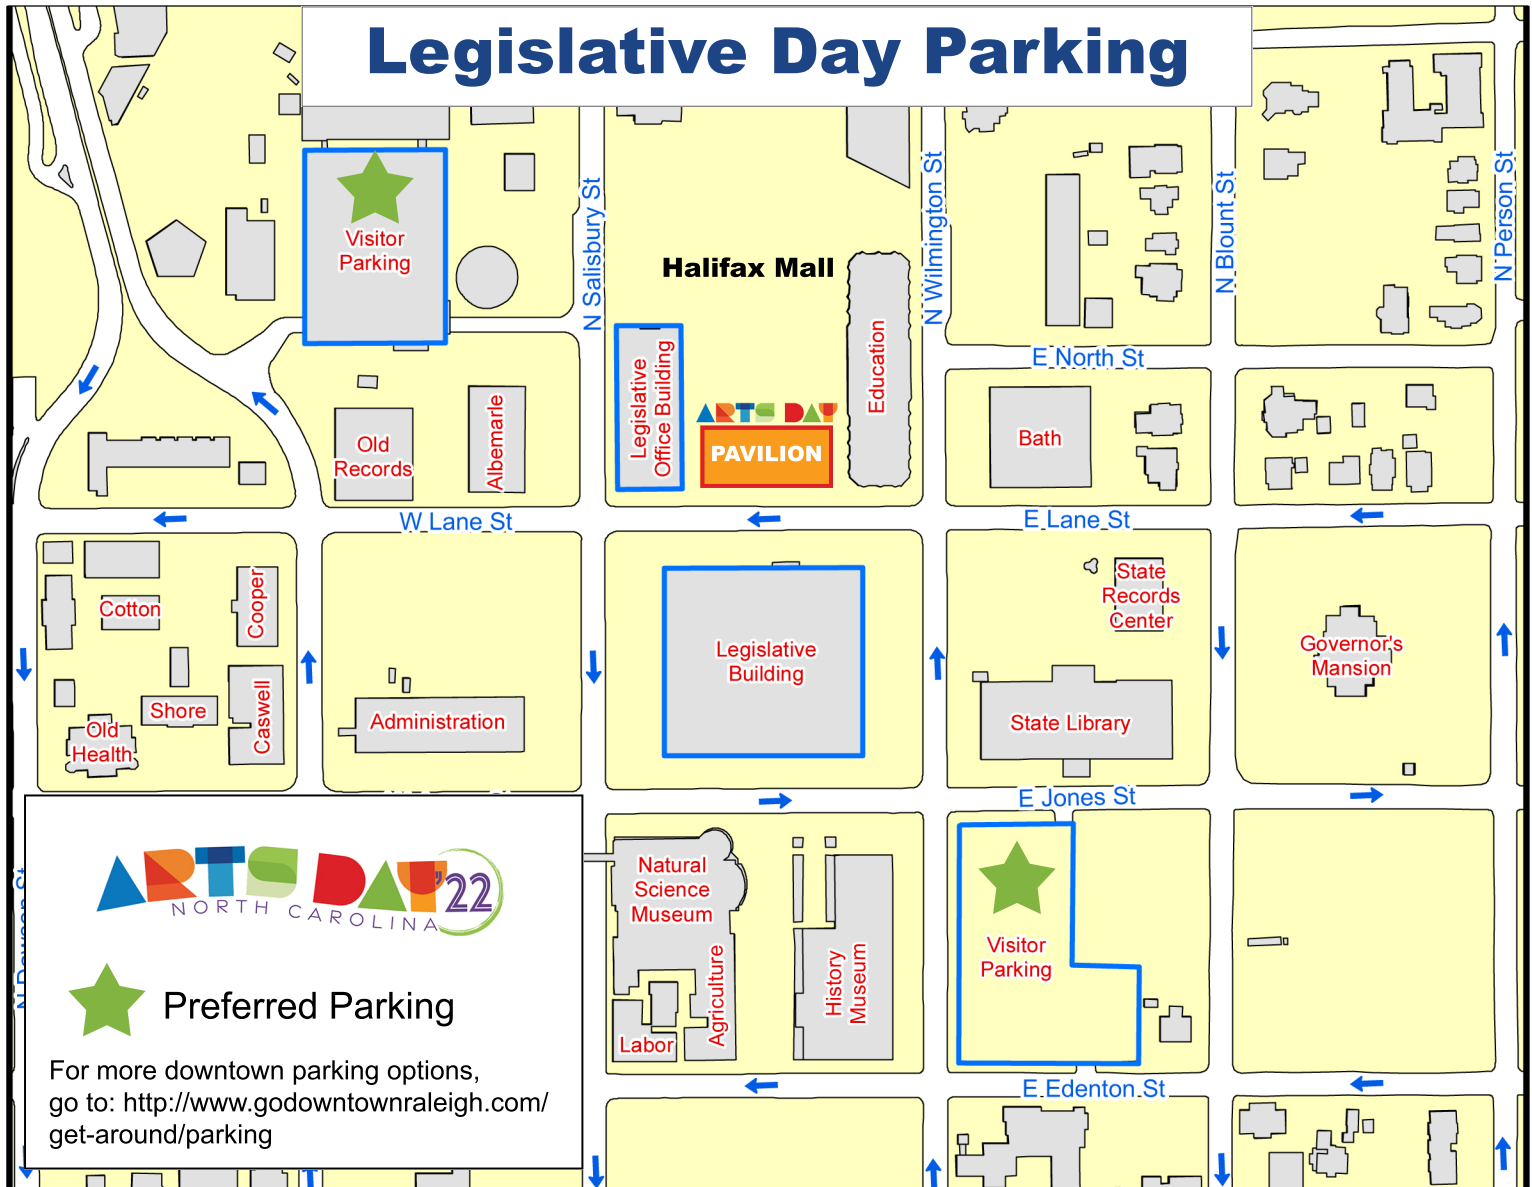 Legislative Day Parking
Visitor
Parking
N Salisbury St
Halifax Mall
N Wilmington St
N Blount St
N Person St
E North St
Legislative
Office Building
Education
ARTS DAY
PAVILION
Old
Records
Albemarle
Bath
W Lane St
E Lane St
Cotton
Cooper
Shore
Caswell
Old
Health
Administration
Legislative
Building
State
Records
Center
State Library
Governor's
Mansion
E Jones St
Natural
Science
Museum
Agriculture
Labor
History
Museum
Visitor
Parking
E Edenton St
ARTS DAY '22
NORTH CAROLINA
Preferred Parking
For more downtown parking options,
go to: http://www.godowntownraleigh.com/
get-around/parking